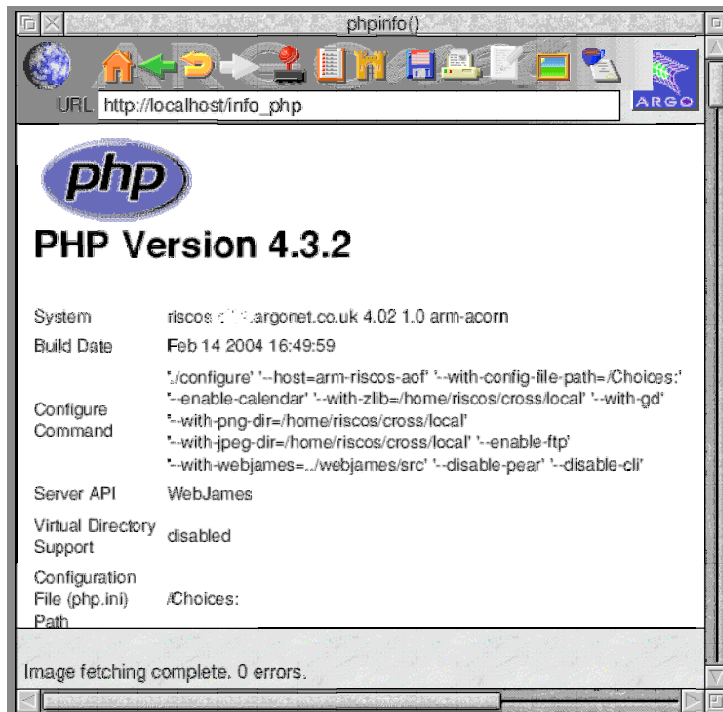 phpinfo()
URL http://localhost/info_php
ARGO
php
PHP Version 4.3.2
System riscos .argonet.co.uk 4.02 1.0 arm-acorn
Build Date Feb 14 2004 16:49:59
'./configure' '--host=arm-riscos-aof' '--with-config-file-path=/Choices:'
'--enable-calendar' '--with-zlib=/home/riscos/cross/local' '--with-gd'
Configure
Command
'--with-png-dir=/home/riscos/cross/local'
'--with-jpeg-dir=/home/riscos/cross/local' '--enable-ftp'
'--with-webjames=../webjames/src' '--disable-pear' '--disable-cli'
Server API WebJames
Virtual Directory
Support
disabled
Configuration
File (php.ini) /Choices:
Path
Image fetching complete. 0 errors.